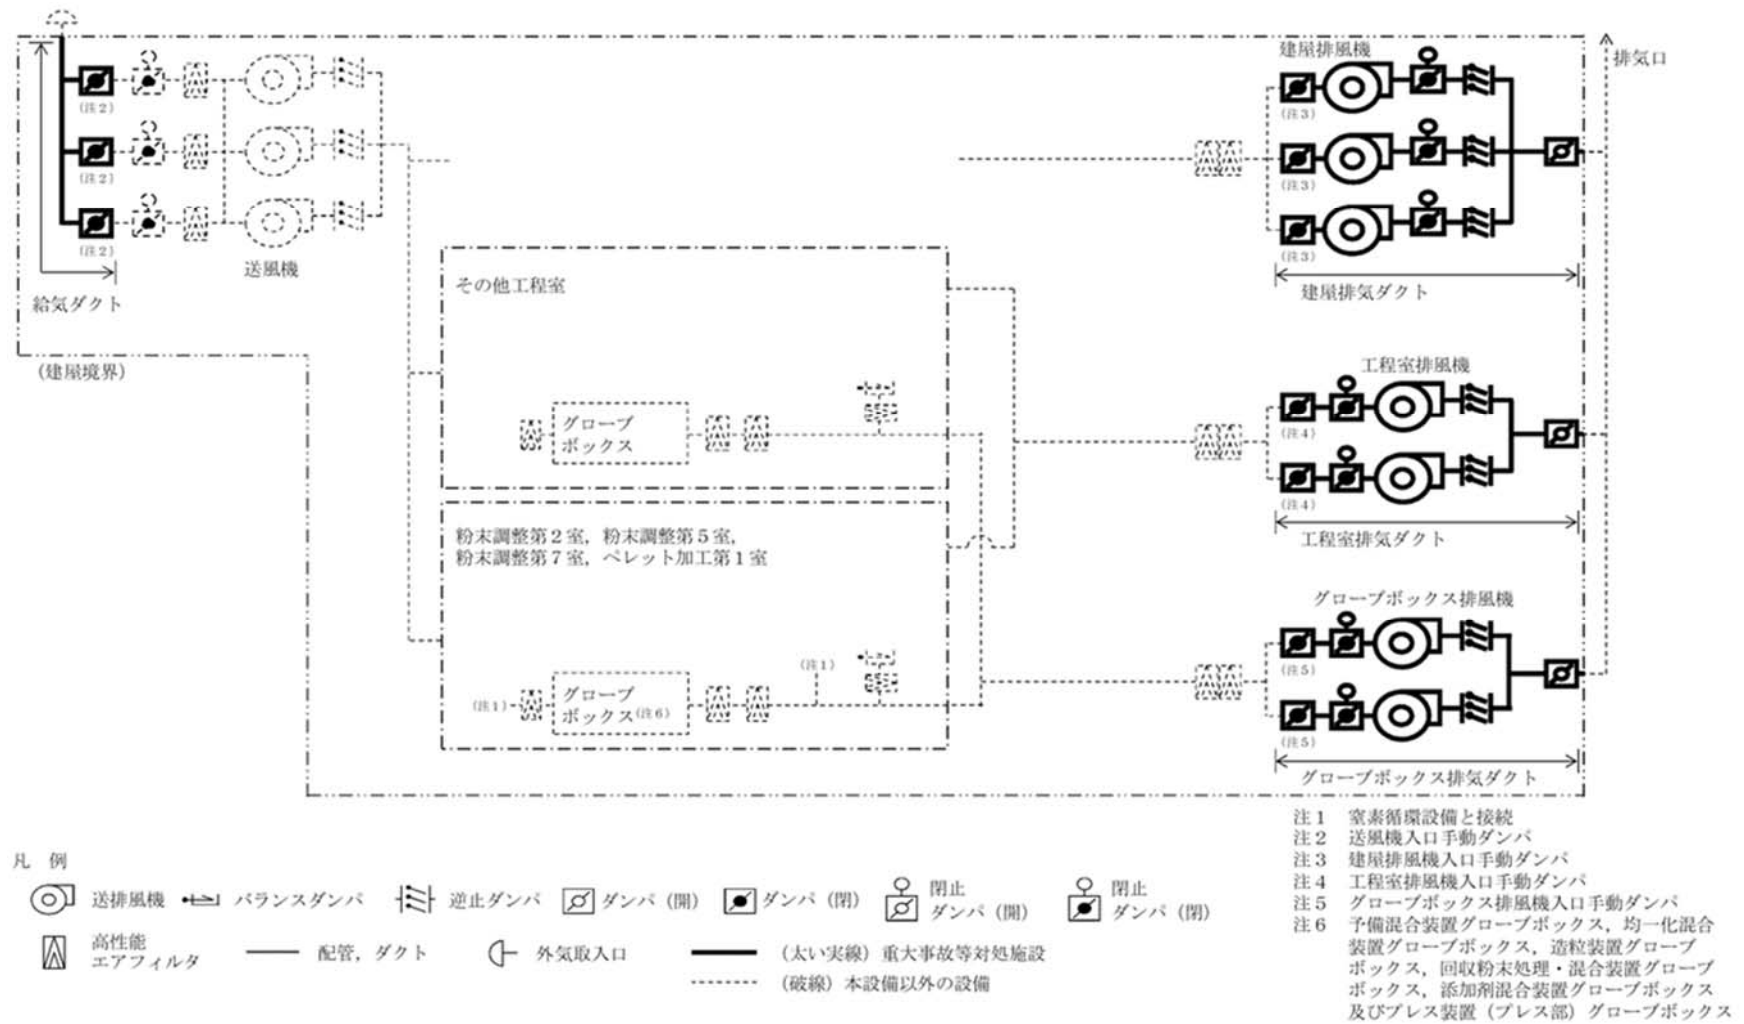 建屋排風機
排気口
(注2)
(注2)
(注2)
送風機
給気ダクト
(建屋境界)
(注3)
(注3)
(注3)
建屋排気ダクト
その他工程室
グローブ
ボックス
工程室排風機
(注4)
(注4)
工程室排気ダクト
粉末調整第2室，粉末調整第5室，
粉末調整第7室，ペレット加工第1室
(注1)
(注1)
グローブ
ボックス(注6)
グローブボックス排風機
(注5)
(注5)
グローブボックス排気ダクト
注1 窒素循環設備と接続
注2 送風機入口手動ダンパ
注3 建屋排風機入口手動ダンパ
注4 工程室排風機入口手動ダンパ
注5 グローブボックス排風機入口手動ダンパ
注6 予備混合装置グローブボックス，均一化混合
装置グローブボックス，造粒装置グローブ
ボックス，回収粉末処理・混合装置グローブ
ボックス，添加剤混合装置グローブボックス
及びプレス装置（プレス部）グローブボックス
凡 例
送排風機
バランスダンパ
逆止ダンパ
ダンパ（開）
ダンパ（閉）
閉止
ダンパ（開）
閉止
ダンパ（閉）
高性能
エアフィルタ
配管，ダクト
外気取入口
（太い実線）重大事故等対処施設
（破線）本設備以外の設備